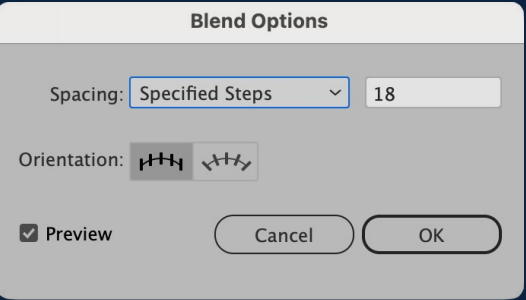 Blend Options
Spacing: Specified Steps 18
Orientation:
Preview
Cancel
OK